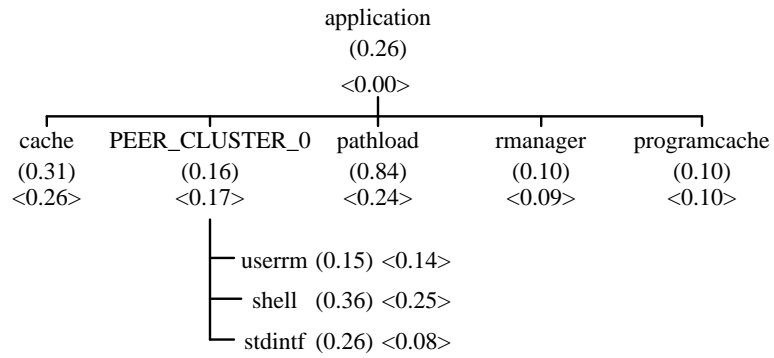 application
(0.26)
<0.00>
cache PEER_CLUSTER_0 pathload rmanager programcache
(0.31) (0.16) (0.84) (0.10) (0.10)
<0.26> <0.17> <0.24> <0.09> <0.10>
userrm (0.15) <0.14>
shell (0.36) <0.25>
stdintf (0.26) <0.08>